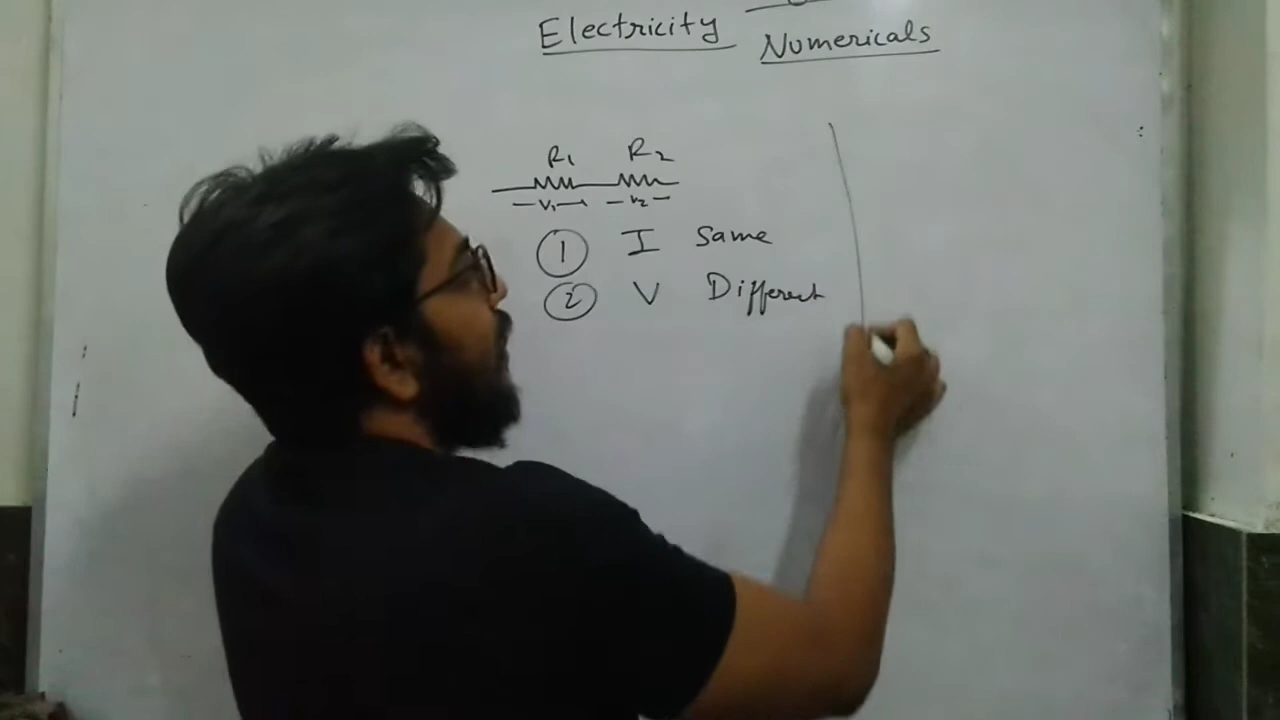 Electricity Numericals
R1 R2
V1 V2
1 I Same
2 V Different